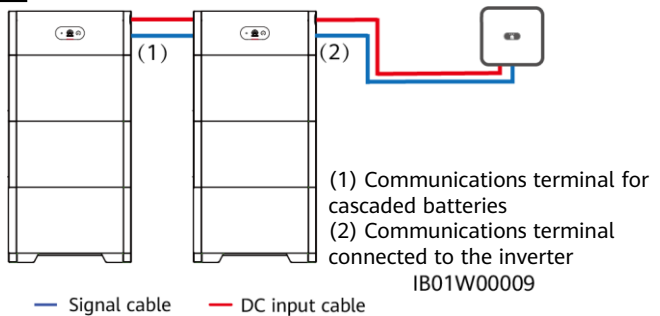 (1)
(2)
(1) Communications terminal for
cascaded batteries
(2) Communications terminal
connected to the inverter
IB01W00009
Signal cable
DC input cable